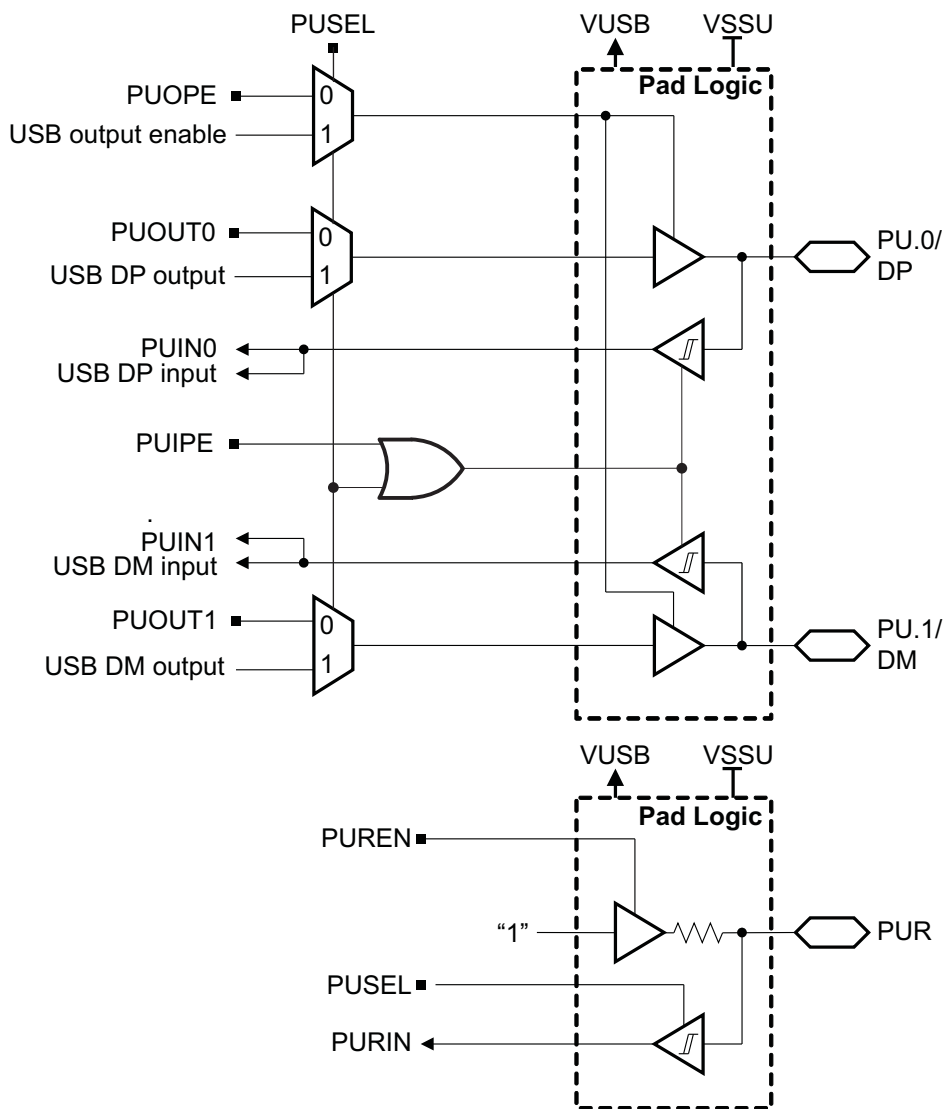 PUSEL
VUSB
VSSU
Pad Logic
PUOPE
0
USB output enable
1
PUOUT0
0
USB DP output
1
PU.0/
DP
PUIN0
USB DP input
PUIPE
.
PUIN1
USB DM input
PUOUT1
0
USB DM output
1
PU.1/
DM
VUSB
VSSU
Pad Logic
PUREN
“1”
PUR
PUSEL
PURIN